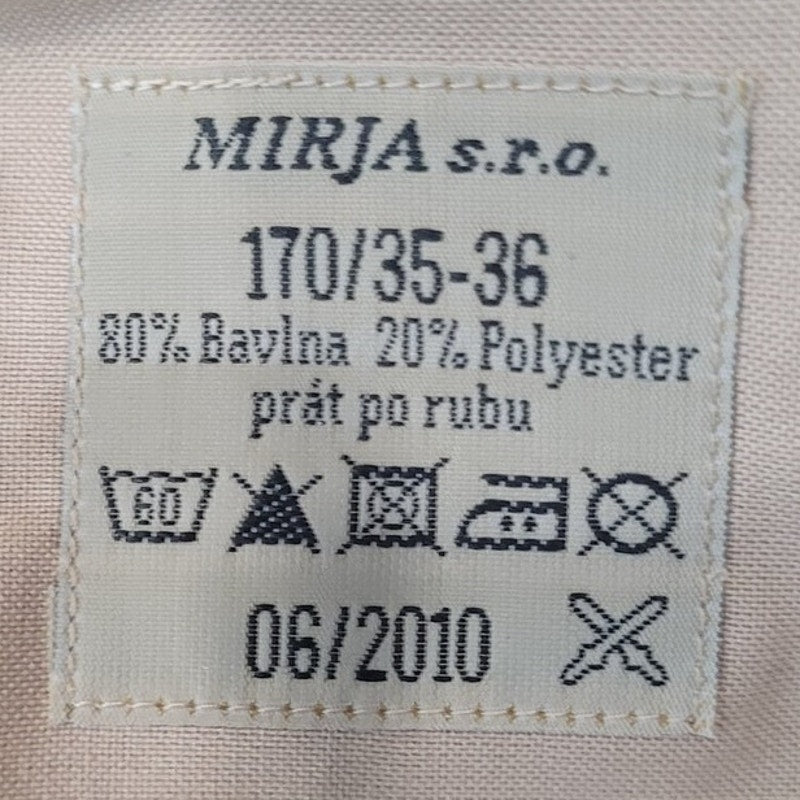 MIRJA s.r.o.
170/35-36
80% Bavlna 20% Polyester
prát po rubu
60
06/2010